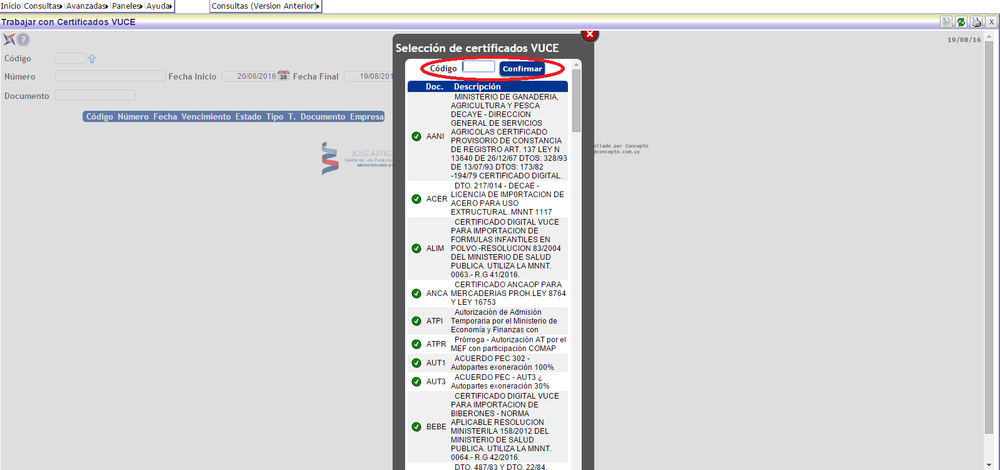 Inicio Consultas Avanzadas Paneles Ayuda Consultas (Version Anterior)
Trabajar con Certificados VUCE X
19/08/16
Código
Número Fecha Inicio 20/06/2016 28 Fecha Final 19/08/201
Documento
Código Número Fecha Vencimiento Estado Tipo T. Documento Empresa
JOSÉ ARTIGA
UNIÓN DE LOS PUEBLOS
BICENTENARIO.UY
ollado por Concepto
@concepto.com.uy
Selección de certificados VUCE
Código Confirmar
Doc. Descripción
AANI
MINISTERIO DE GANADERIA,
AGRICULTURA Y PESCA
DECAYE - DIRECCION
GENERAL DE SERVICIOS
AGRICOLAS CERTIFICADO
PROVISORIO DE CONSTANCIA
DE REGISTRO ART. 137 LEY N
13640 DE 26/12/67 DTOS: 328/93
DE 13/07/93 DTOS: 173/82
-194/79 CERTIFICADO DIGITAL.
ACER
DTO. 217/014 - DECAE -
LICENCIA DE IMP0RTACION DE
ACERO PARA USO
EXTRUCTURAL. MNNT 1117
ALIM
CERTIFICADO DIGITAL VUCE
PARA IMPORTACION DE
FORMULAS INFANTILES EN
POLVO.-RESOLUCION 83/2004
DEL MINISTERIO DE SALUD
PUBLICA. UTILIZA LA MNNT.
0063.- R.G 41/2016.
ANCA
CERTIFICADO ANCAOP PARA
MERCADERIAS PROH.LEY 8764
Y LEY 16753
ATPI
Autorización de Admisión
Temporaria por el Ministerio de
Economía y Finanzas con
ATPR
Prórroga - Autorización AT por el
MEF con participación COMAP
AUT1
ACUERDO PEC 302 -
Autopartes exoneración 100%
AUT3
ACUERDO PEC - AUT3 ¿
Autopartes exoneración 30%
BEBE
CERTIFICADO DIGITAL VUCE
PARA IMPORTACION DE
BIBERONES - NORMA
APLICABLE RESOLUCION
MINISTERILA 158/2012 DEL
MINISTERIO DE SALUD
PUBLICA. UTILIZA LA MNNT.
0064.- R.G 42/2016.
DTO. 487/83 Y DTO. 22/84.